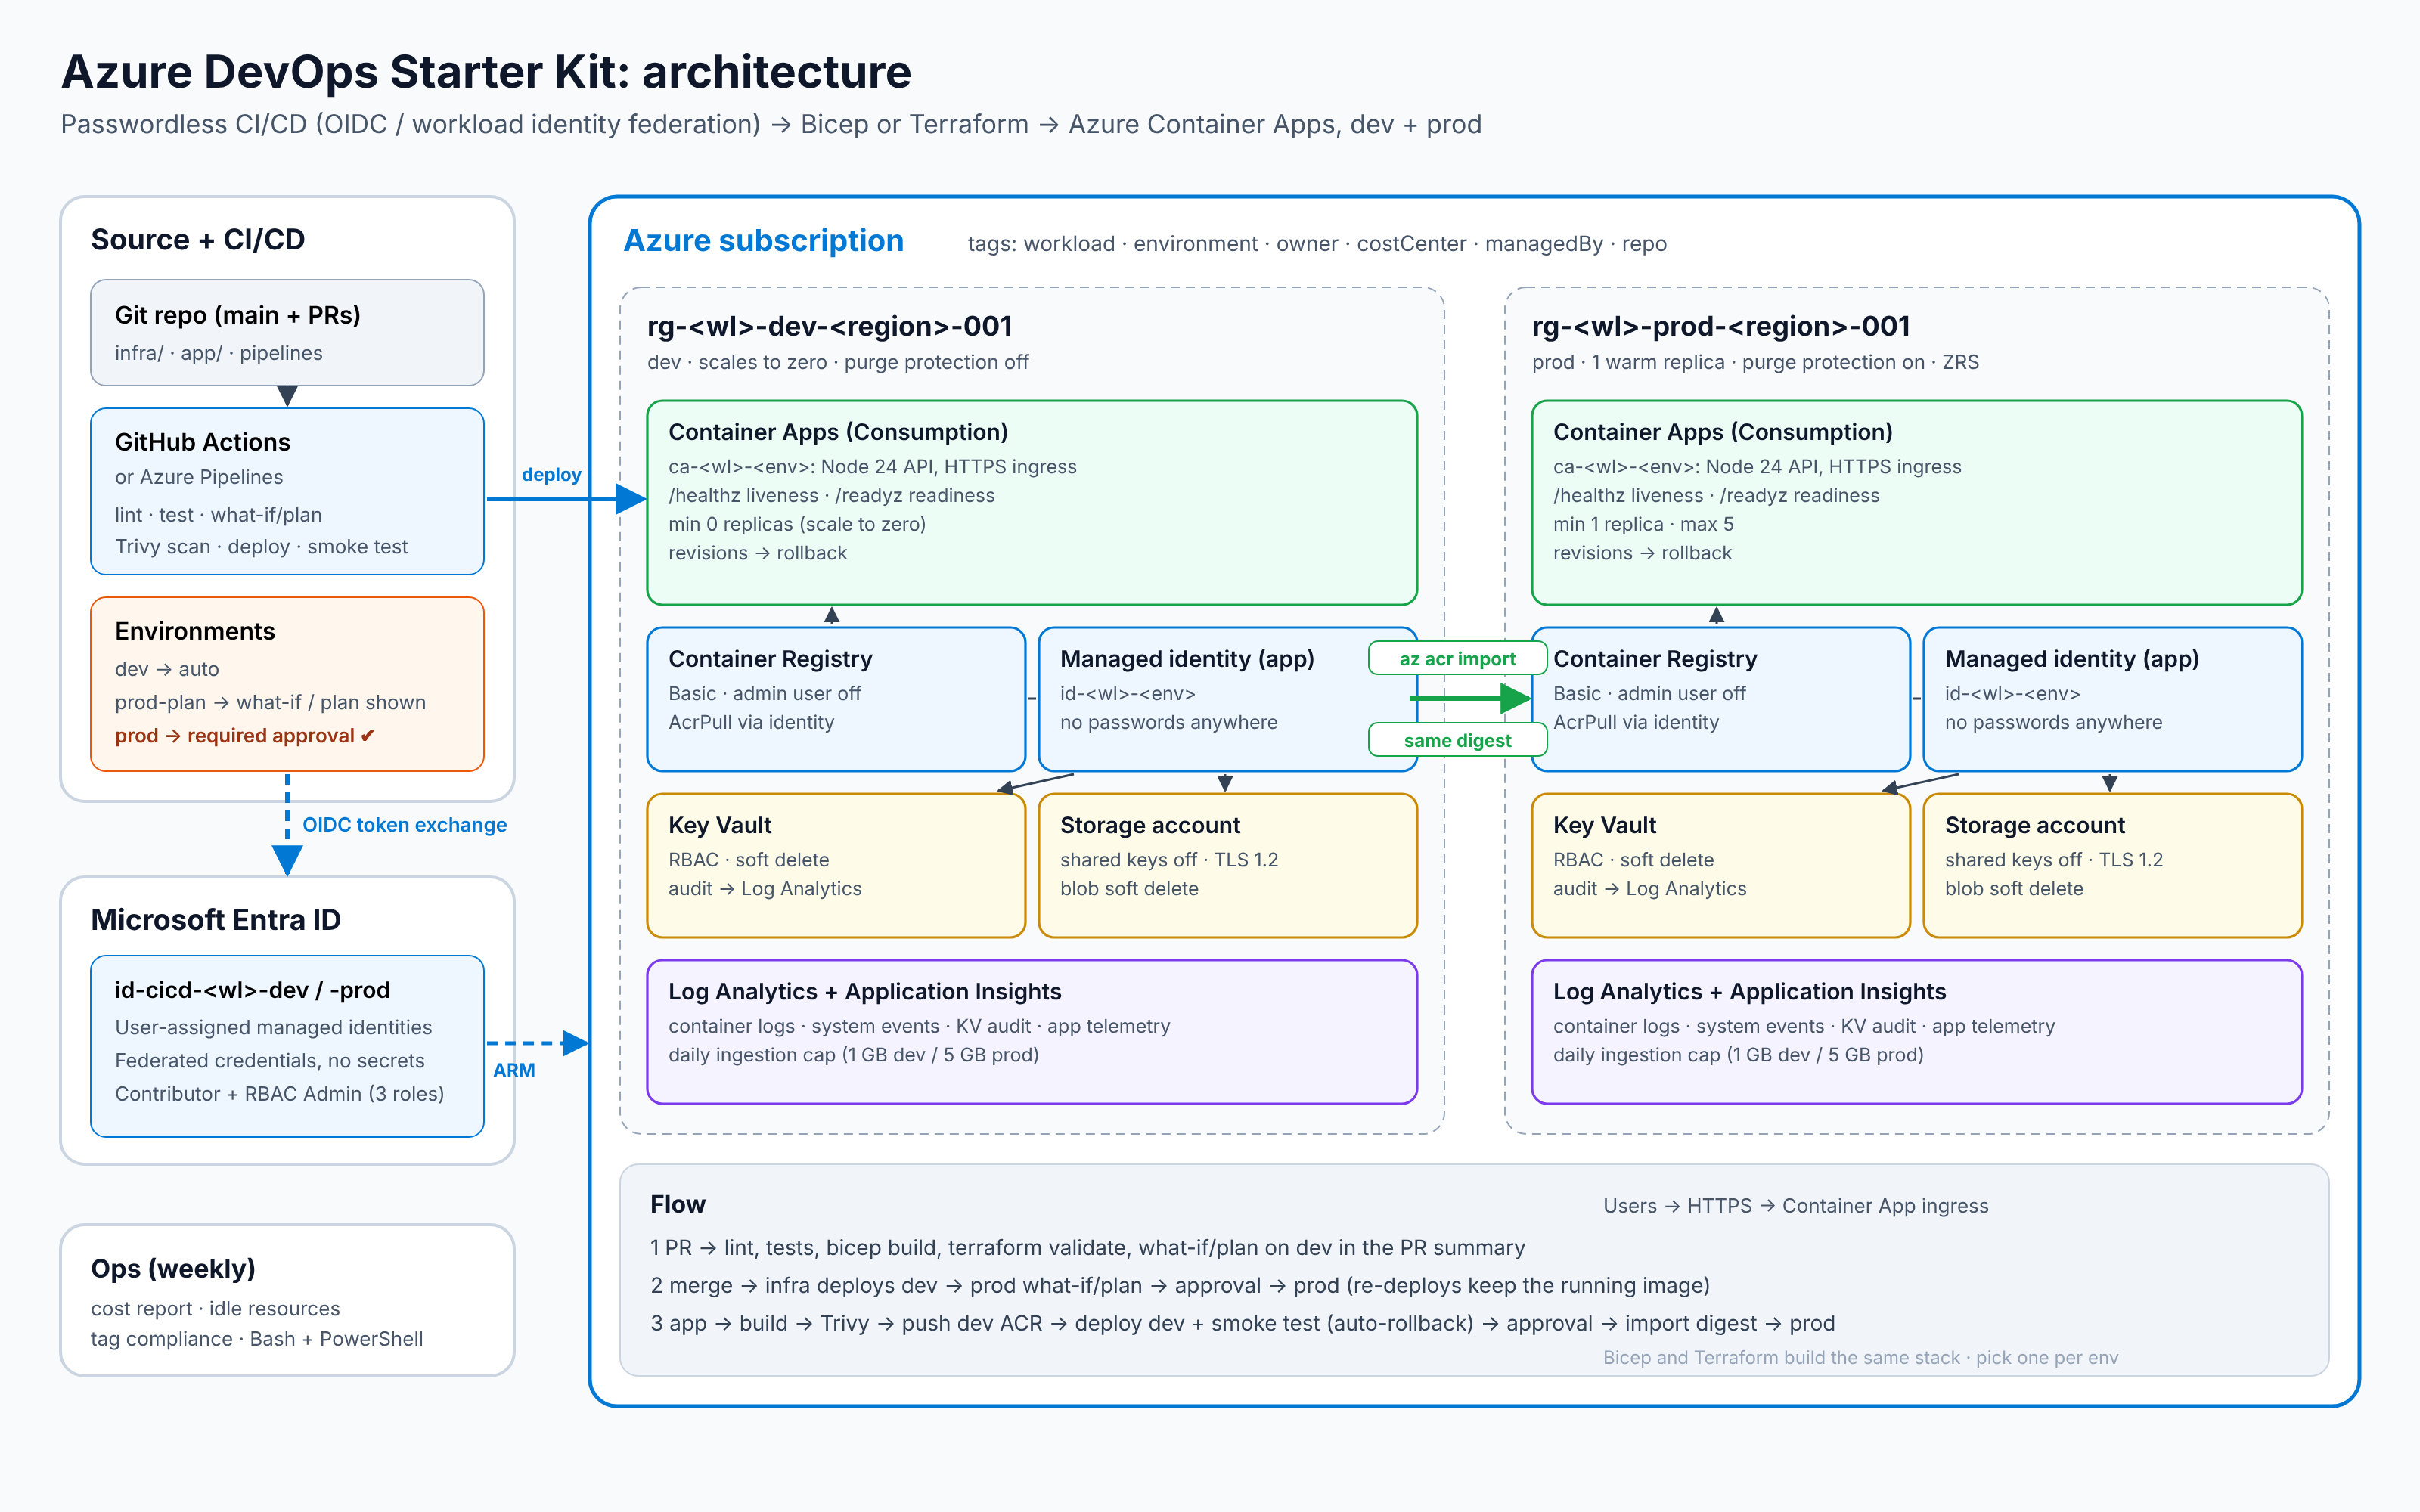 Azure DevOps Starter Kit: architecture
Passwordless CI/CD (OIDC / workload identity federation) → Bicep or Terraform → Azure Container Apps, dev + prod
Source + CI/CD
Git repo (main + PRs)
infra/ · app/ · pipelines
GitHub Actions
or Azure Pipelines
lint · test · what-if/plan
Trivy scan · deploy · smoke test
Environments
dev → auto
prod-plan → what-if / plan shown
prod → required approval ✔
OIDC token exchange
Microsoft Entra ID
id-cicd-<wl>-dev / -prod
User-assigned managed identities
Federated credentials, no secrets
Contributor + RBAC Admin (3 roles)
Ops (weekly)
cost report · idle resources
tag compliance · Bash + PowerShell
deploy
ARM
Azure subscription
tags: workload · environment · owner · costCenter · managedBy · repo
rg-<wl>-dev-<region>-001
dev · scales to zero · purge protection off
Container Apps (Consumption)
ca-<wl>-<env>: Node 24 API, HTTPS ingress
/healthz liveness · /readyz readiness
min 0 replicas (scale to zero)
revisions → rollback
Container Registry
Basic · admin user off
AcrPull via identity
Managed identity (app)
id-<wl>-<env>
no passwords anywhere
Key Vault
RBAC · soft delete
audit → Log Analytics
Storage account
shared keys off · TLS 1.2
blob soft delete
Log Analytics + Application Insights
container logs · system events · KV audit · app telemetry
daily ingestion cap (1 GB dev / 5 GB prod)
az acr import
same digest
rg-<wl>-prod-<region>-001
prod · 1 warm replica · purge protection on · ZRS
Container Apps (Consumption)
ca-<wl>-<env>: Node 24 API, HTTPS ingress
/healthz liveness · /readyz readiness
min 1 replica · max 5
revisions → rollback
Container Registry
Basic · admin user off
AcrPull via identity
Managed identity (app)
id-<wl>-<env>
no passwords anywhere
Key Vault
RBAC · soft delete
audit → Log Analytics
Storage account
shared keys off · TLS 1.2
blob soft delete
Log Analytics + Application Insights
container logs · system events · KV audit · app telemetry
daily ingestion cap (1 GB dev / 5 GB prod)
Flow
Users → HTTPS → Container App ingress
1 PR → lint, tests, bicep build, terraform validate, what-if/plan on dev in the PR summary
2 merge → infra deploys dev → prod what-if/plan → approval → prod (re-deploys keep the running image)
3 app → build → Trivy → push dev ACR → deploy dev + smoke test (auto-rollback) → approval → import digest → prod
Bicep and Terraform build the same stack · pick one per env